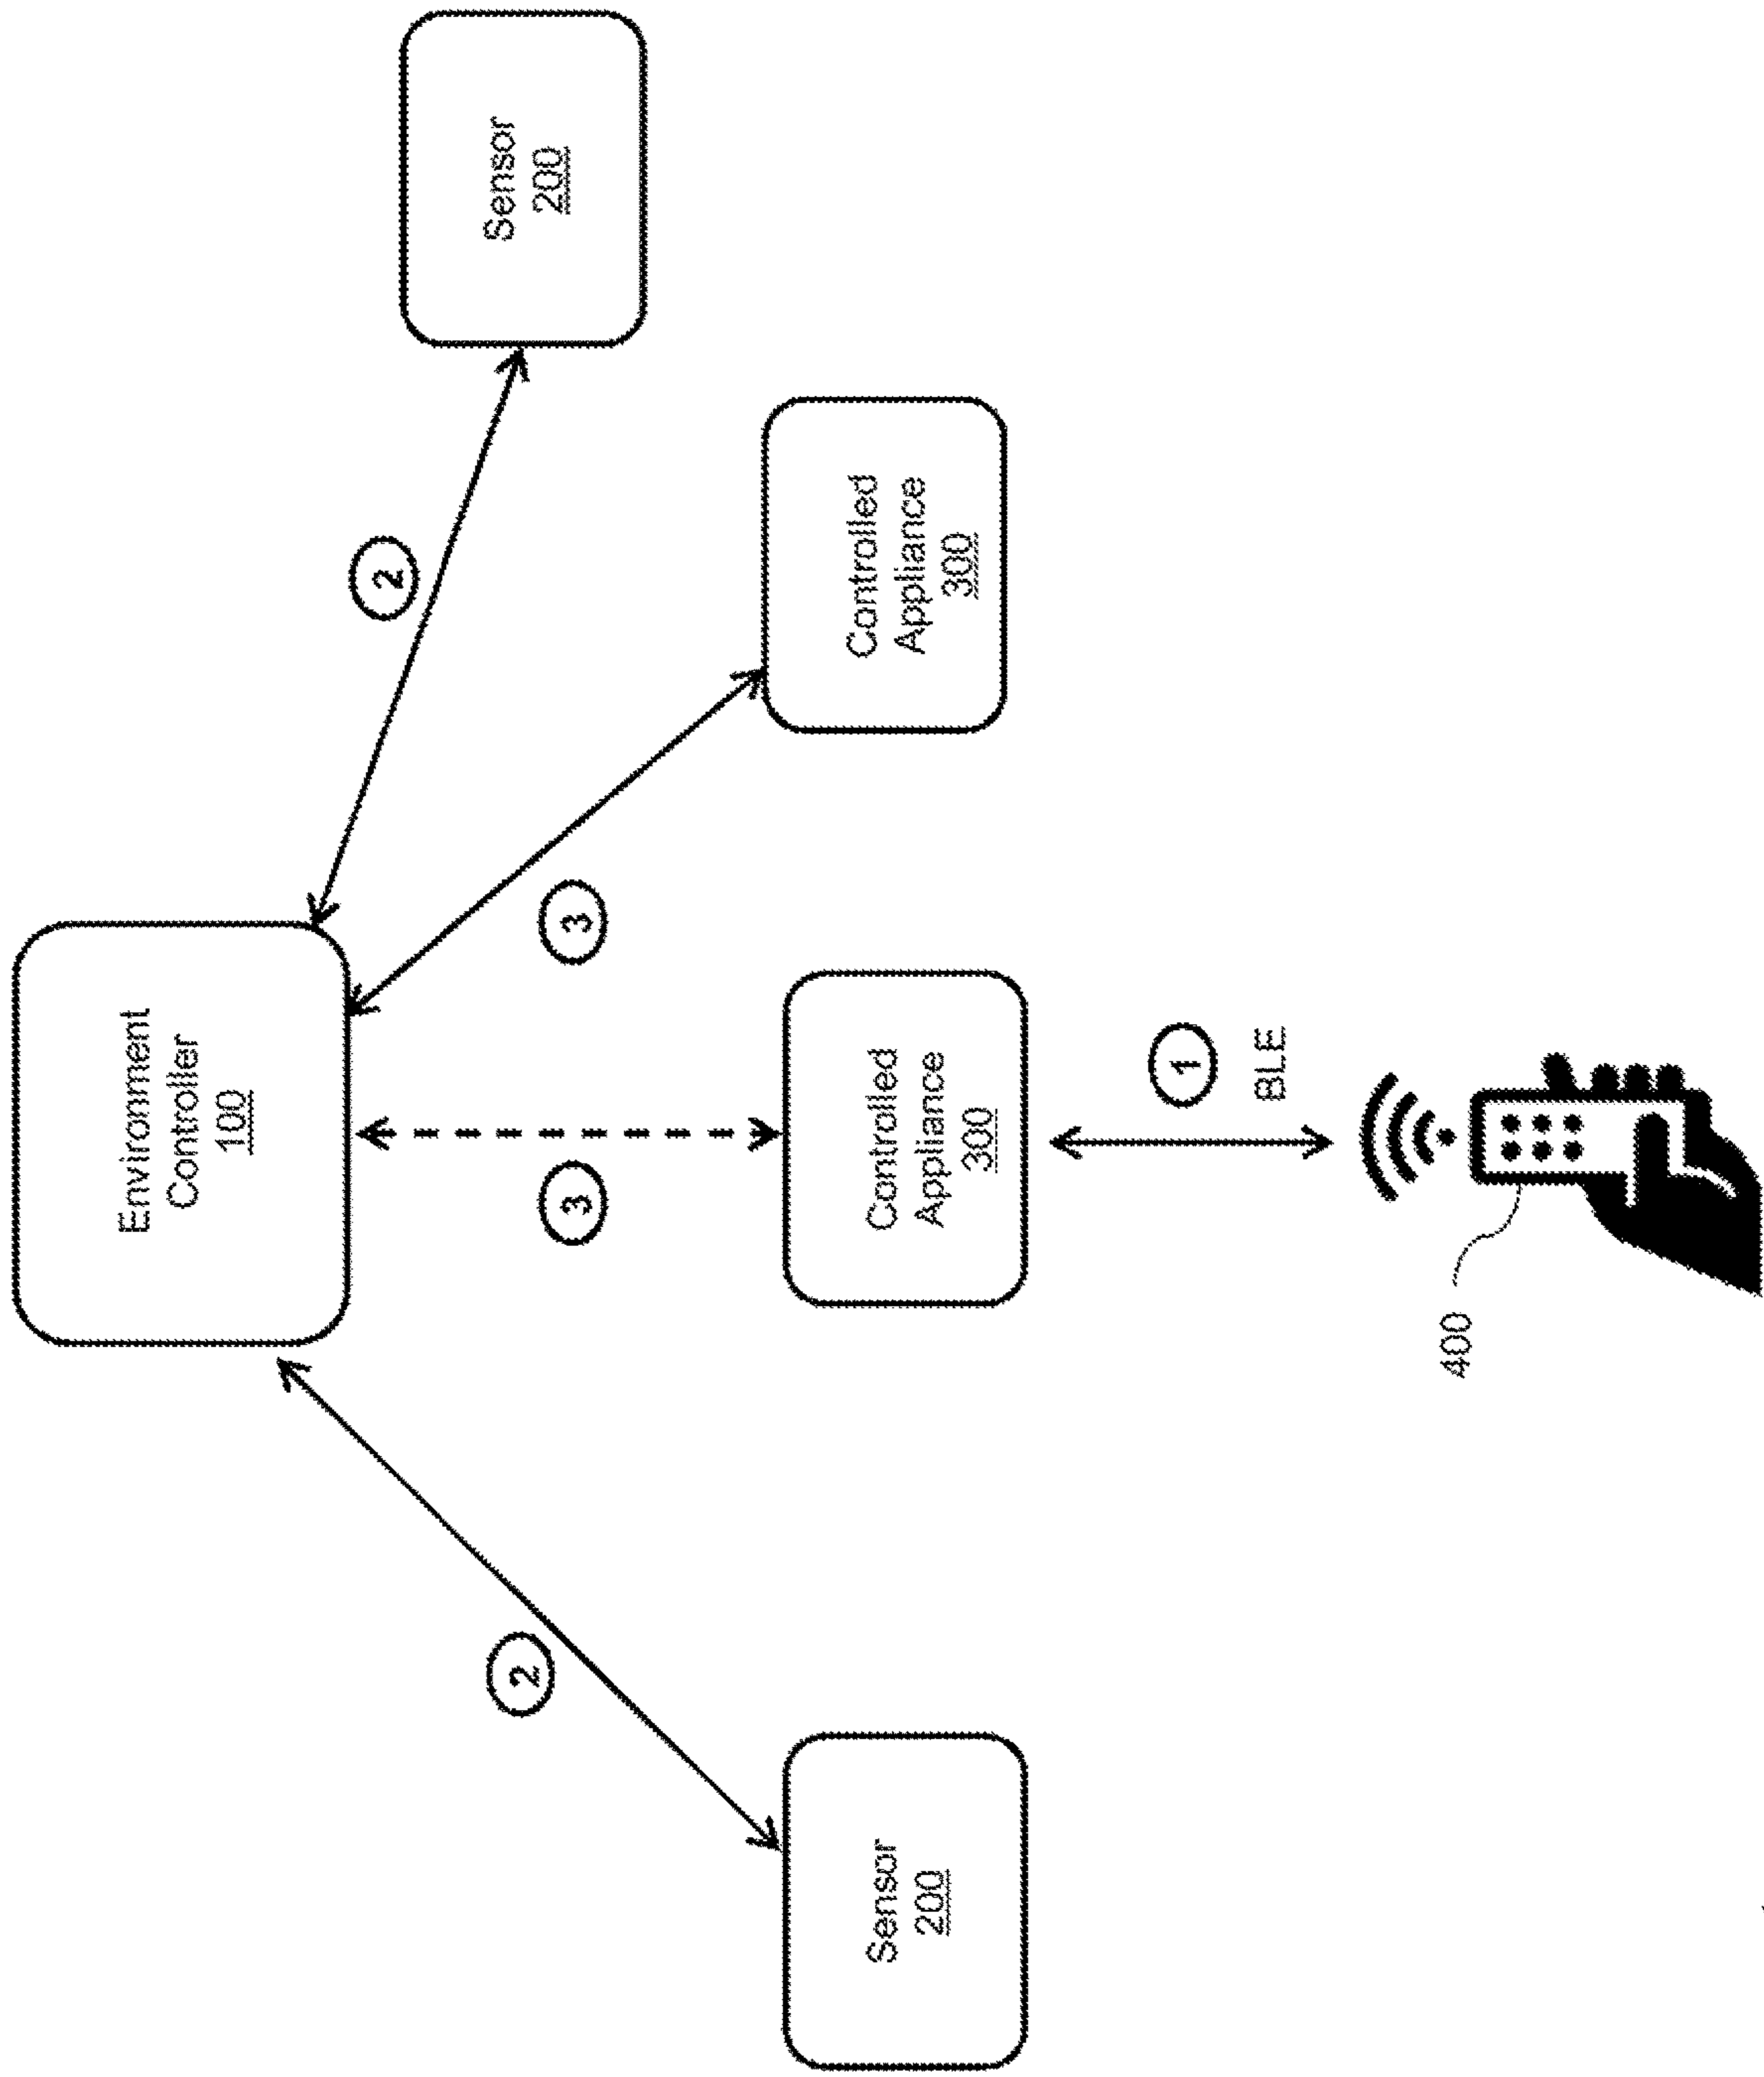 Environment
Controller
100
2
Sensor
200
3
3
2
Controlled
Appliance
300
Controlled
Appliance
300
Sensor
200
1
BLE
400